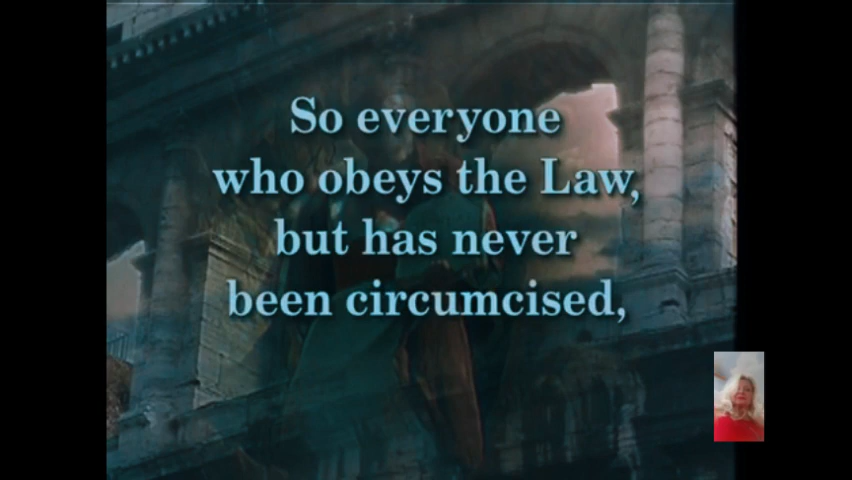 So everyone
who obeys the Law,
but has never
been circumcised,